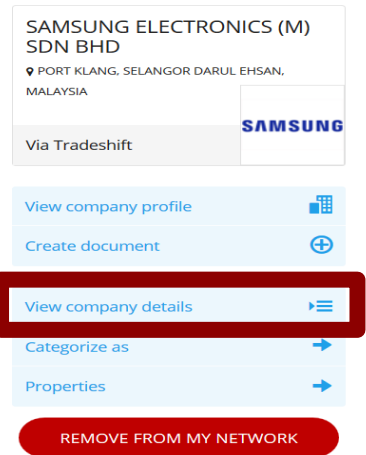 SAMSUNG ELECTRONICS (M)
SDN BHD
PORT KLANG, SELANGOR DARUL EHSAN,
MALAYSIA
SAMSUNG
Via Tradeshift
View company profile
Create document
View company details
Categorize as
Properties
REMOVE FROM MY NETWORK